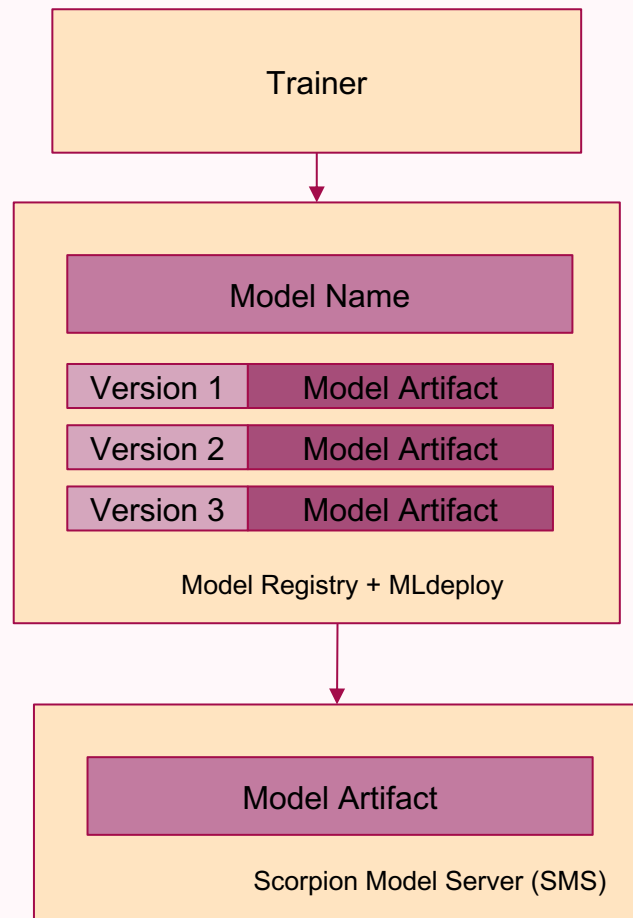 Trainer
Model Name
Version 1 Model Artifact
Version 2 Model Artifact
Version 3 Model Artifact
Model Registry + MLdeploy
Model Artifact
Scorpion Model Server (SMS)